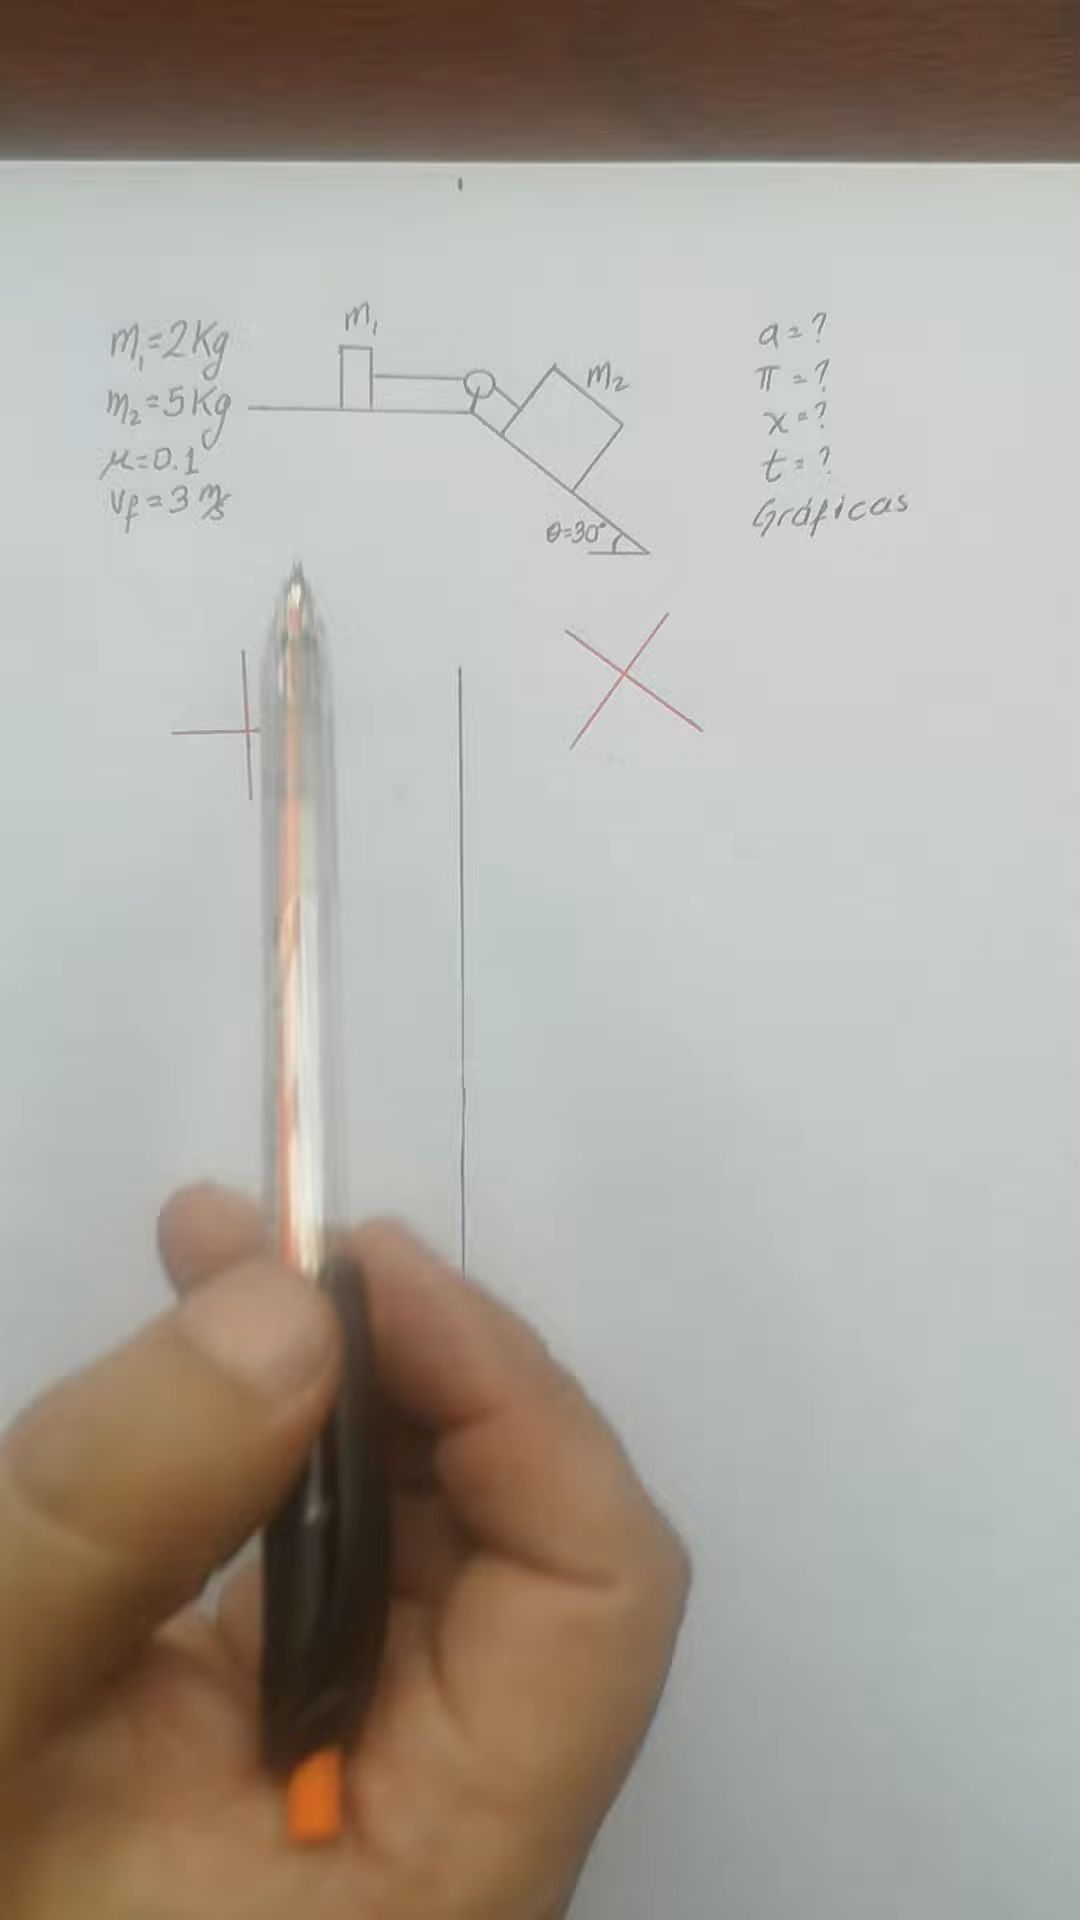 m₁
m₁=2Kg
m₂=5Kg
μ=0.1
Vf=3 m/s
m₂
θ=30°
a=?
π=?
x=?
t=?
Gráficas